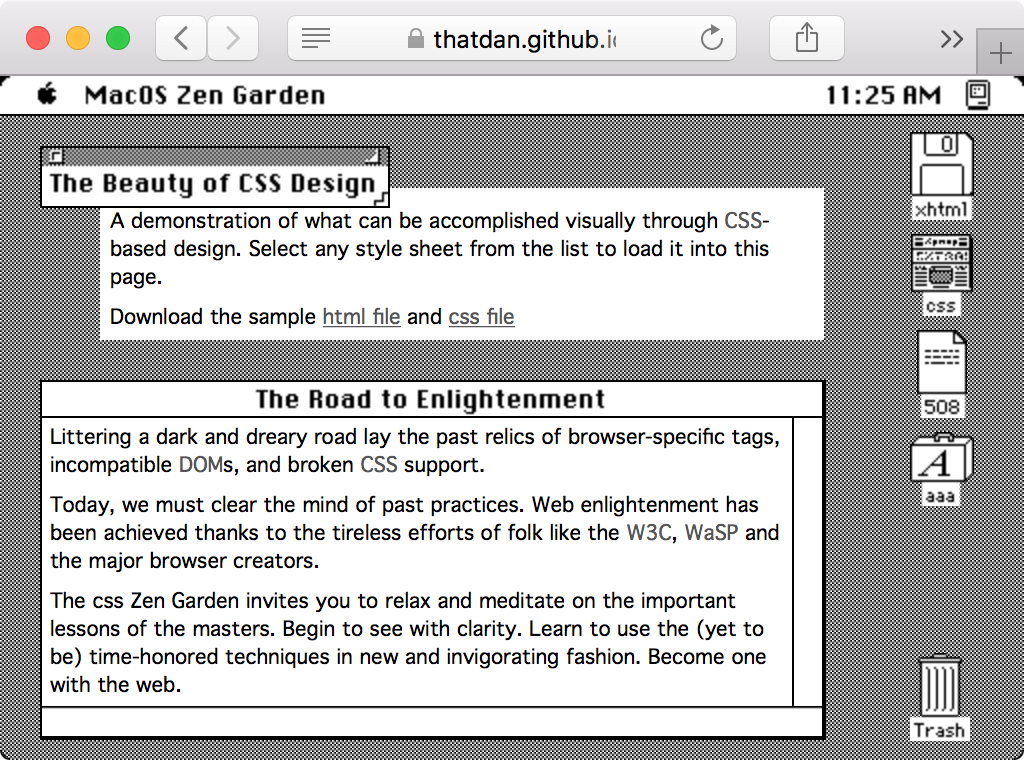 thatdan.github.i
MacOS Zen Garden
11:25 AM
The Beauty of CSS Design
A demonstration of what can be accomplished visually through CSS-
based design. Select any style sheet from the list to load it into this
page.
Download the sample html file and css file
xhtml
EXTRA!
css
508
A
aaa
Trash
The Road to Enlightenment
Littering a dark and dreary road lay the past relics of browser-specific tags,
incompatible DOMs, and broken CSS support.
Today, we must clear the mind of past practices. Web enlightenment has
been achieved thanks to the tireless efforts of folk like the W3C, WaSP and
the major browser creators.
The css Zen Garden invites you to relax and meditate on the important
lessons of the masters. Begin to see with clarity. Learn to use the (yet to
be) time-honored techniques in new and invigorating fashion. Become one
with the web.